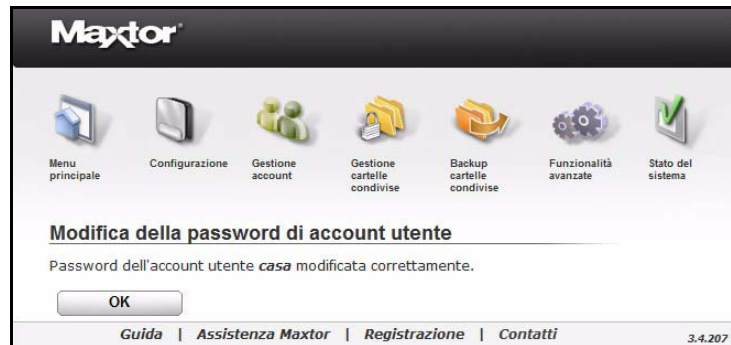 Maxtor
Menu principale
Configurazione
Gestione account
Gestione cartelle condivise
Backup cartelle condivise
Funzionalità avanzate
Stato del sistema
Modifica della password di account utente
Password dell'account utente casa modificata correttamente.
OK
Guida | Assistenza Maxtor | Registrazione | Contatti
3.4.207